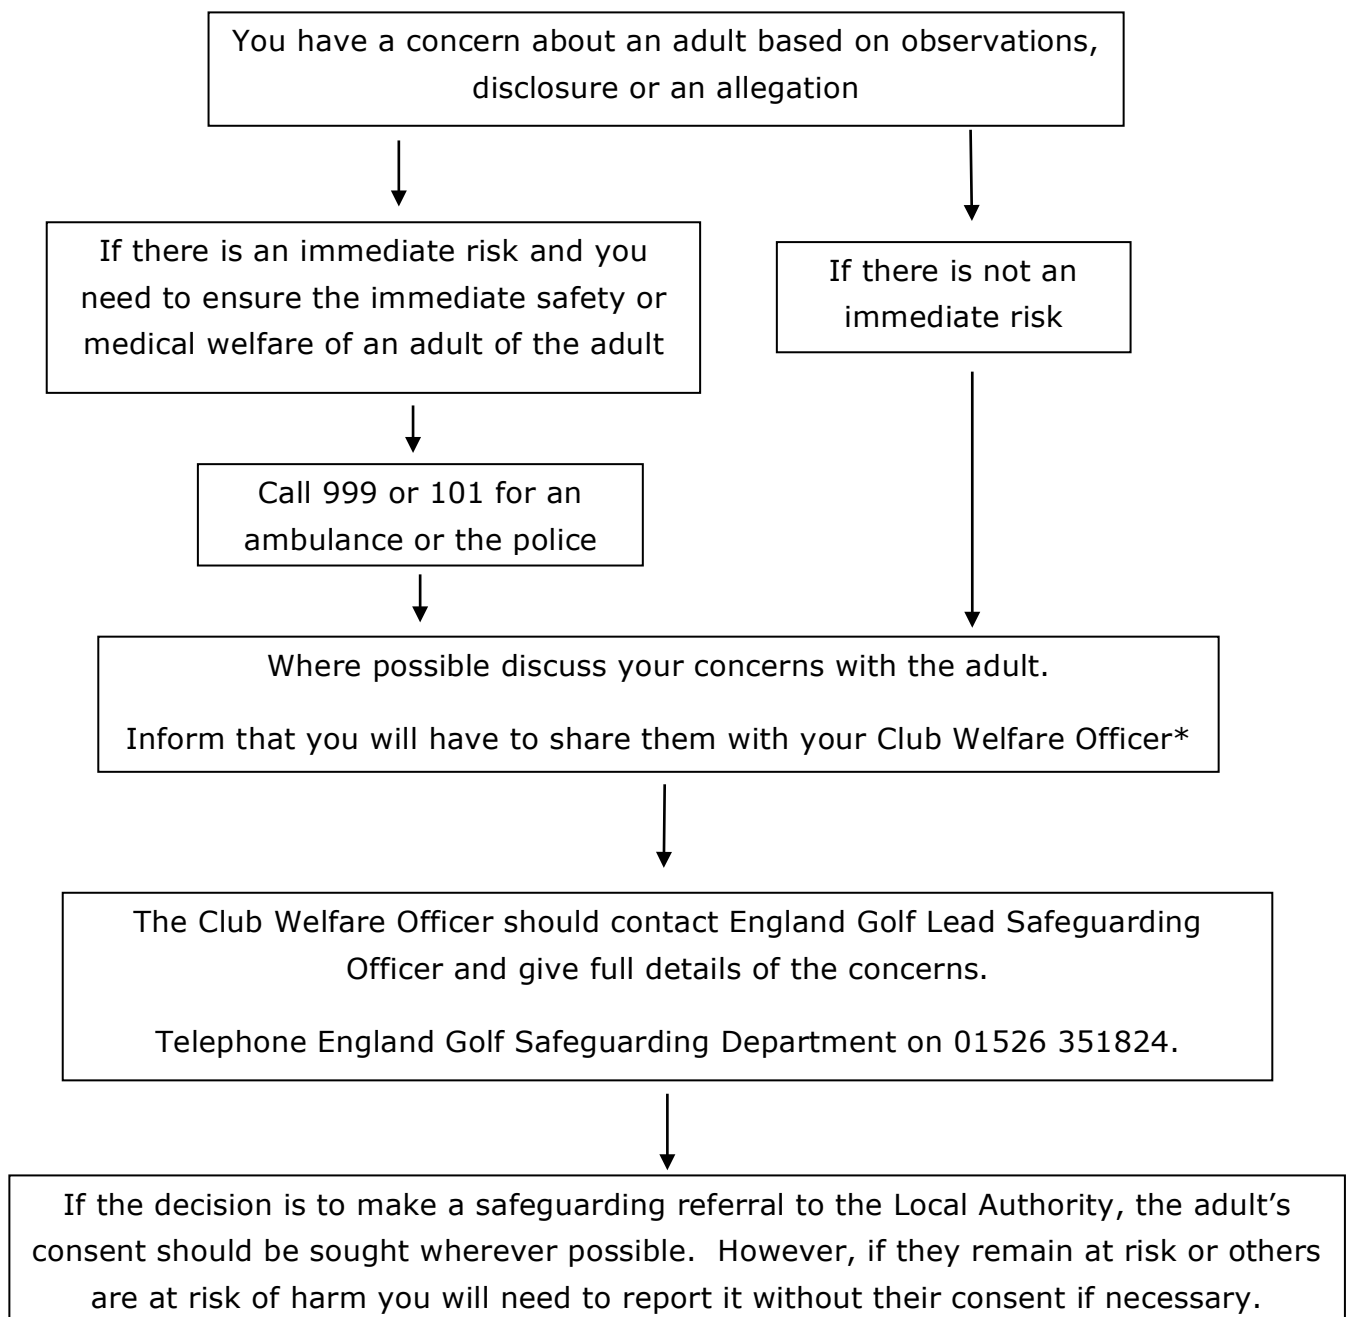 You have a concern about an adult based on observations,
disclosure or an allegation
If there is an immediate risk and you
need to ensure the immediate safety or
medical welfare of an adult of the adult
If there is not an
immediate risk
Call 999 or 101 for an
ambulance or the police
Where possible discuss your concerns with the adult.
Inform that you will have to share them with your Club Welfare Officer*
The Club Welfare Officer should contact England Golf Lead Safeguarding
Officer and give full details of the concerns.
Telephone England Golf Safeguarding Department on 01526 351824.
If the decision is to make a safeguarding referral to the Local Authority, the adult’s
consent should be sought wherever possible.  However, if they remain at risk or others
are at risk of harm you will need to report it without their consent if necessary.